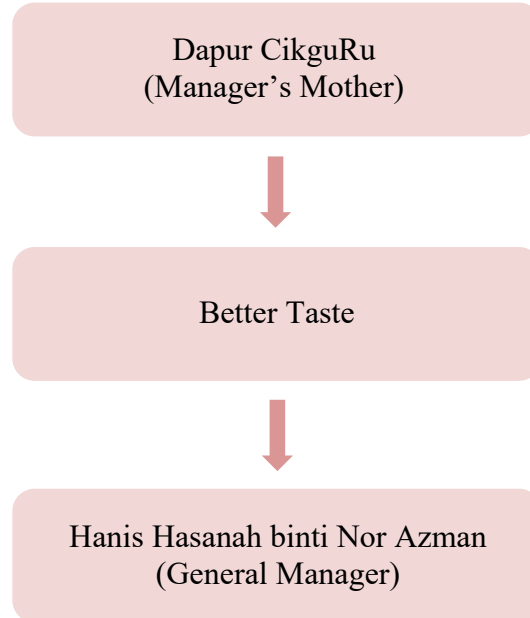 Dapur CikguRu
(Manager’s Mother)
Better Taste
Hanis Hasanah binti Nor Azman
(General Manager)